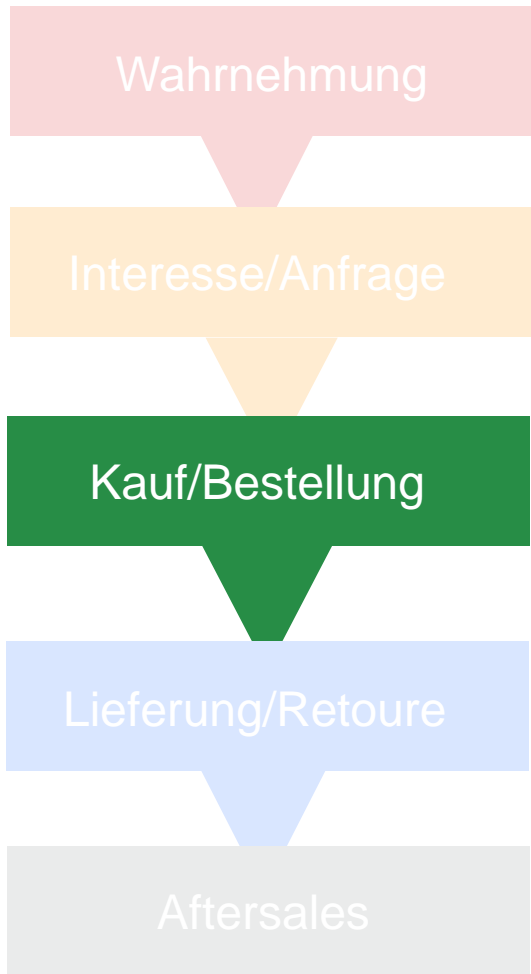 Wahrnehmung
Interesse/Anfrage
Kauf/Bestellung
Lieferung/Retoure
Aftersales